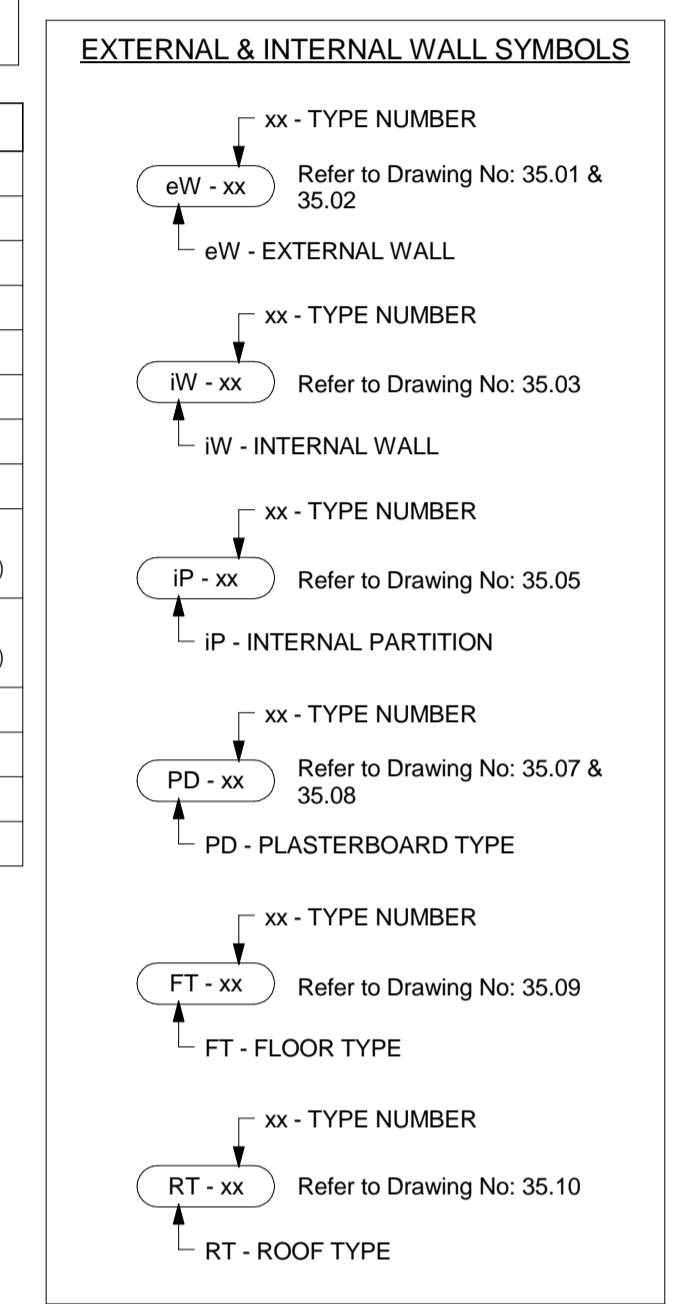 EXTERNAL & INTERNAL WALL SYMBOLS
xx - TYPE NUMBER
eW - xx
Refer to Drawing No: 35.01 &
35.02
eW - EXTERNAL WALL
xx - TYPE NUMBER
iW - xx
Refer to Drawing No: 35.03
iW - INTERNAL WALL
xx - TYPE NUMBER
iP - xx
Refer to Drawing No: 35.05
iP - INTERNAL PARTITION
xx - TYPE NUMBER
PD - xx
Refer to Drawing No: 35.07 &
35.08
PD - PLASTERBOARD TYPE
xx - TYPE NUMBER
FT - xx
Refer to Drawing No: 35.09
FT - FLOOR TYPE
xx - TYPE NUMBER
RT - xx
Refer to Drawing No: 35.10
RT - ROOF TYPE
)
)